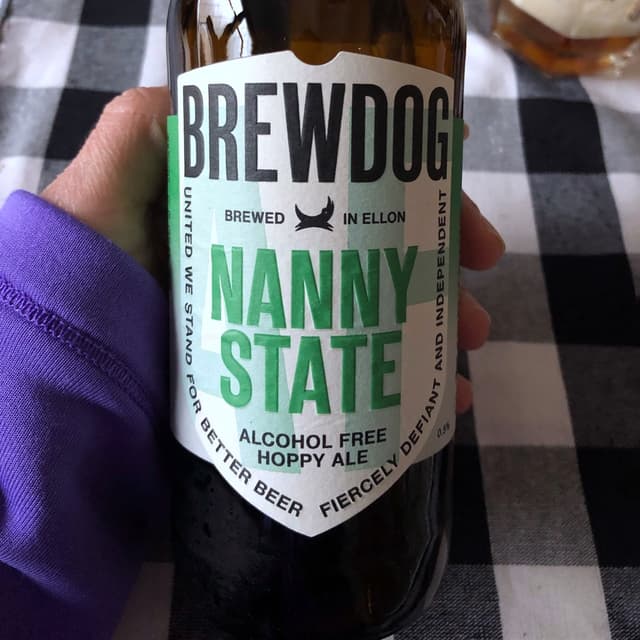 BREWDOG
BREWED IN ELLON
NANNY
STATE
ALCOHOL FREE
HOPPY ALE
UNITED WE STAND FOR BETTER BEER
FIERCELY DEFIANT AND INDEPENDENT